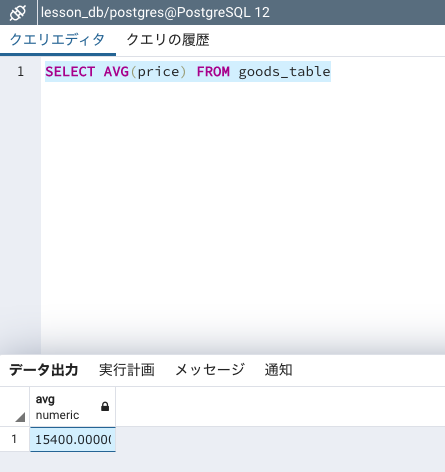 lesson_db/postgres@PostgreSQL 12
クエリエディタ クエリの履歴
1 SELECT AVG(price) FROM goods_table
データ出力 実行計画 メッセージ 通知
avg
numeric
1 15400.0000